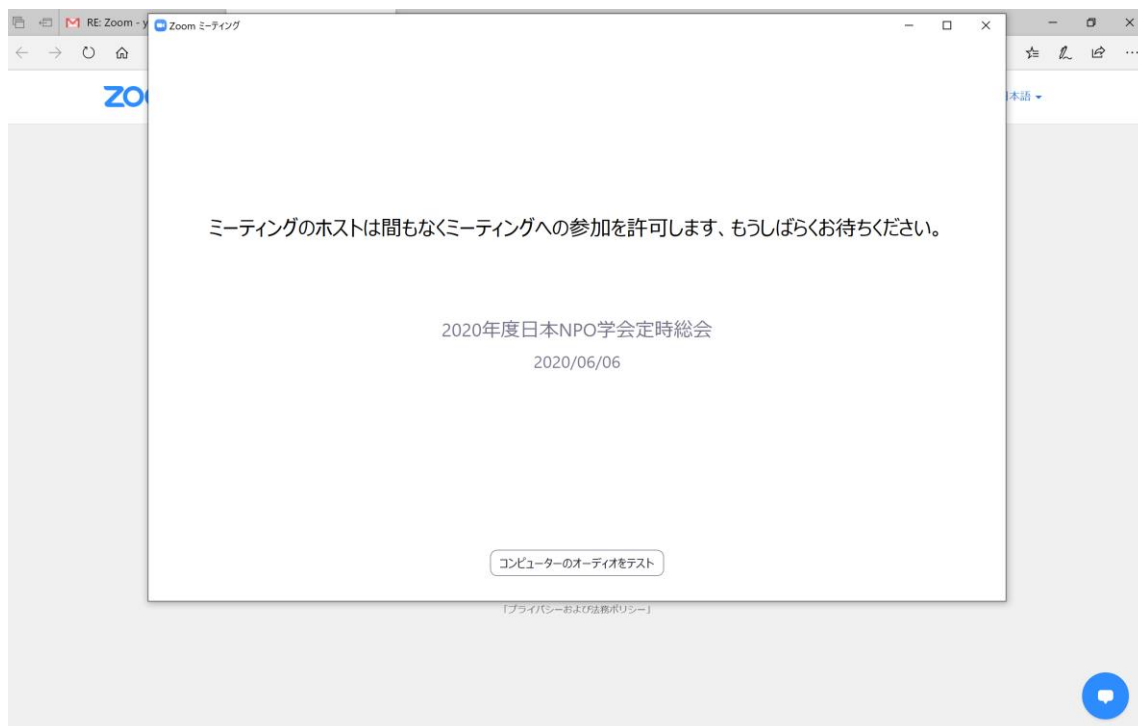 RE: Zoom - y
Zoom ミーティング
ZO
本語
ミーティングのホストは間もなくミーティングへの参加を許可します、もうしばらくお待ちください。
2020年度日本NPO学会定時総会
2020/06/06
コンピューターのオーディオをテスト
「プライバシーおよび法務ポリシー」